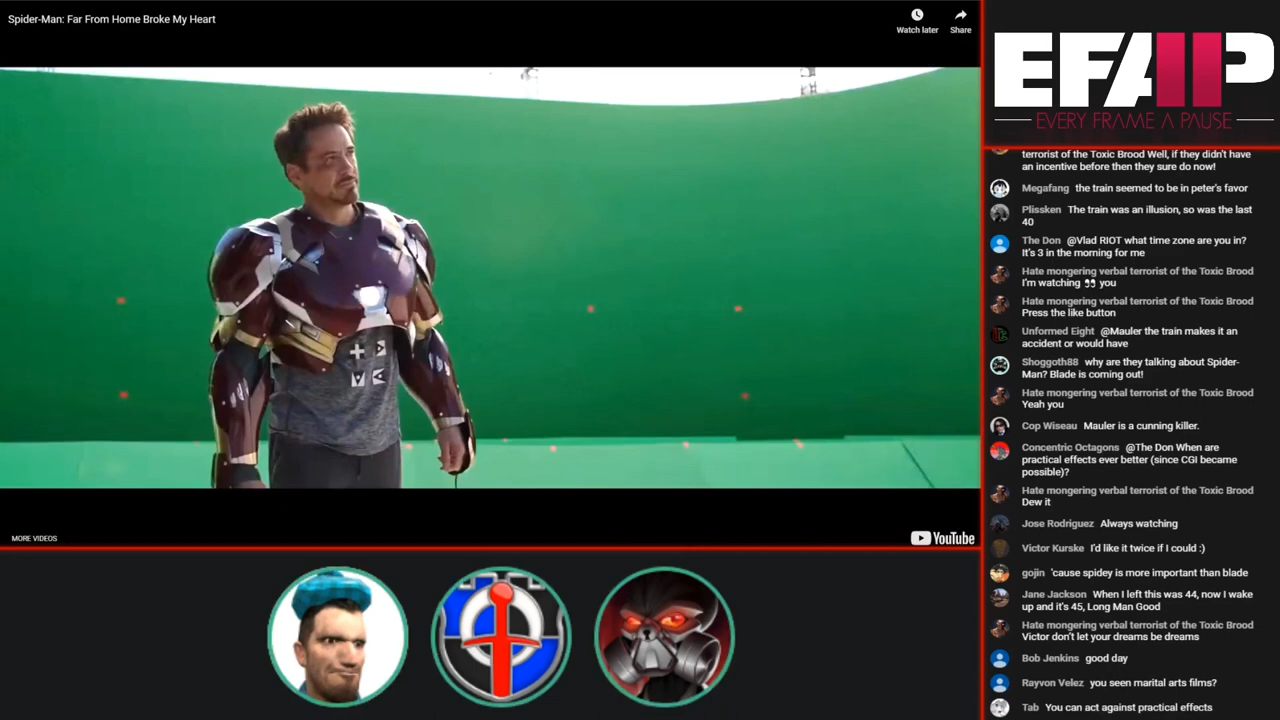 Spider-Man: Far From Home Broke My Heart
Watch later
Share
MORE VIDEOS
YouTube
EFAP
EVERY FRAME A PAUSE
terrorist of the Toxic Brood Well, if they didn't have
an incentive before then they sure do now!
Megafang the train seemed to be in peter's favor
Plissken The train was an illusion, so was the last
40
The Don @Vlad RIOT what time zone are you in?
It's 3 in the morning for me
Hate mongering verbal terrorist of the Toxic Brood
I'm watching 👀 you
Hate mongering verbal terrorist of the Toxic Brood
Press the like button
Unformed Eight @Mauler the train makes it an
accident or would have
Shoggoth88 why are they talking about Spider-
Man? Blade is coming out!
Hate mongering verbal terrorist of the Toxic Brood
Yeah you
Cop Wiseau Mauler is a cunning killer.
Concentric Octagons @The Don When are
practical effects ever better (since CGI became
possible)?
Hate mongering verbal terrorist of the Toxic Brood
Dew it
Jose Rodriguez Always watching
Victor Kurske I'd like it twice if I could :)
gojin 'cause spidey is more important than blade
Jane Jackson When I left this was 44, now I wake
up and it's 45, Long Man Good
Hate mongering verbal terrorist of the Toxic Brood
Victor don't let your dreams be dreams
Bob Jenkins good day
Rayvon Velez you seen marital arts films?
Tab You can act against practical effects